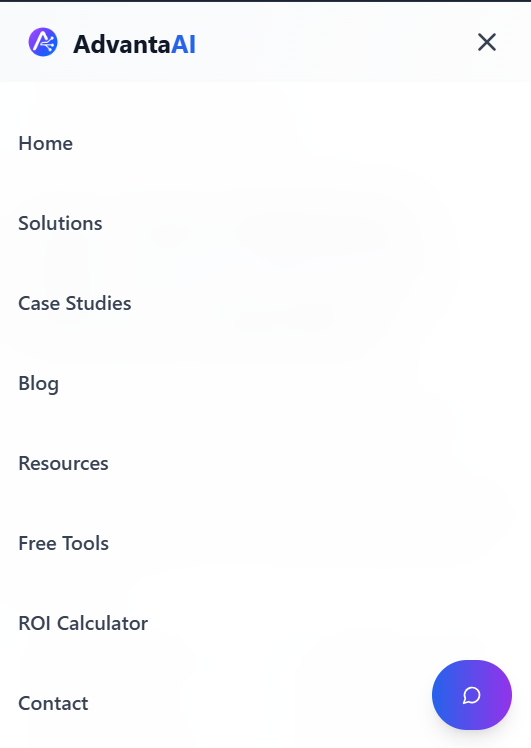 AdvantaAI
Home
Solutions
Case Studies
Blog
Resources
Free Tools
ROI Calculator
Contact